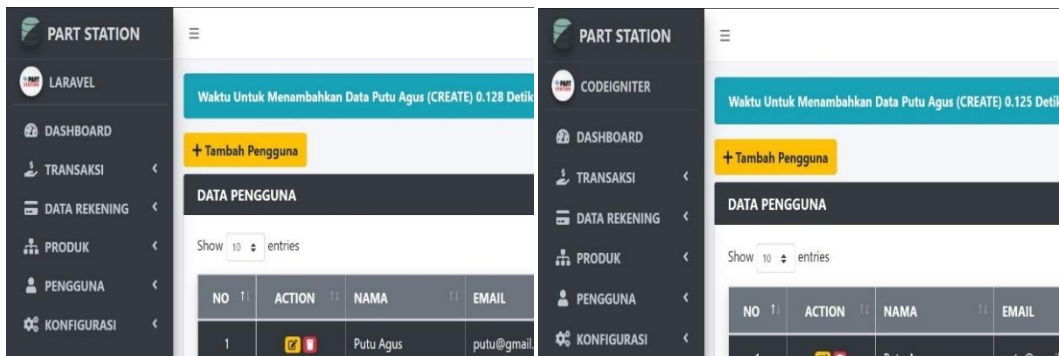 PART STATION
LARAVEL
DASHBOARD
TRANSAKSI
DATA REKENING
PRODUK
PENGGUNA
KONFIGURASI
Waktu Untuk Menambahkan Data Putu Agus (CREATE) 0.128 Detik
+ Tambah Pengguna
DATA PENGGUNA
Show 10 entries
NO ACTION NAMA EMAIL
1 Putu Agus putu@gmail.
PART STATION
CODEIGNITER
DASHBOARD
TRANSAKSI
DATA REKENING
PRODUK
PENGGUNA
KONFIGURASI
Waktu Untuk Menambahkan Data Putu Agus (CREATE) 0.125 Detik
+ Tambah Pengguna
DATA PENGGUNA
Show 10 entries
NO ACTION NAMA EMAIL